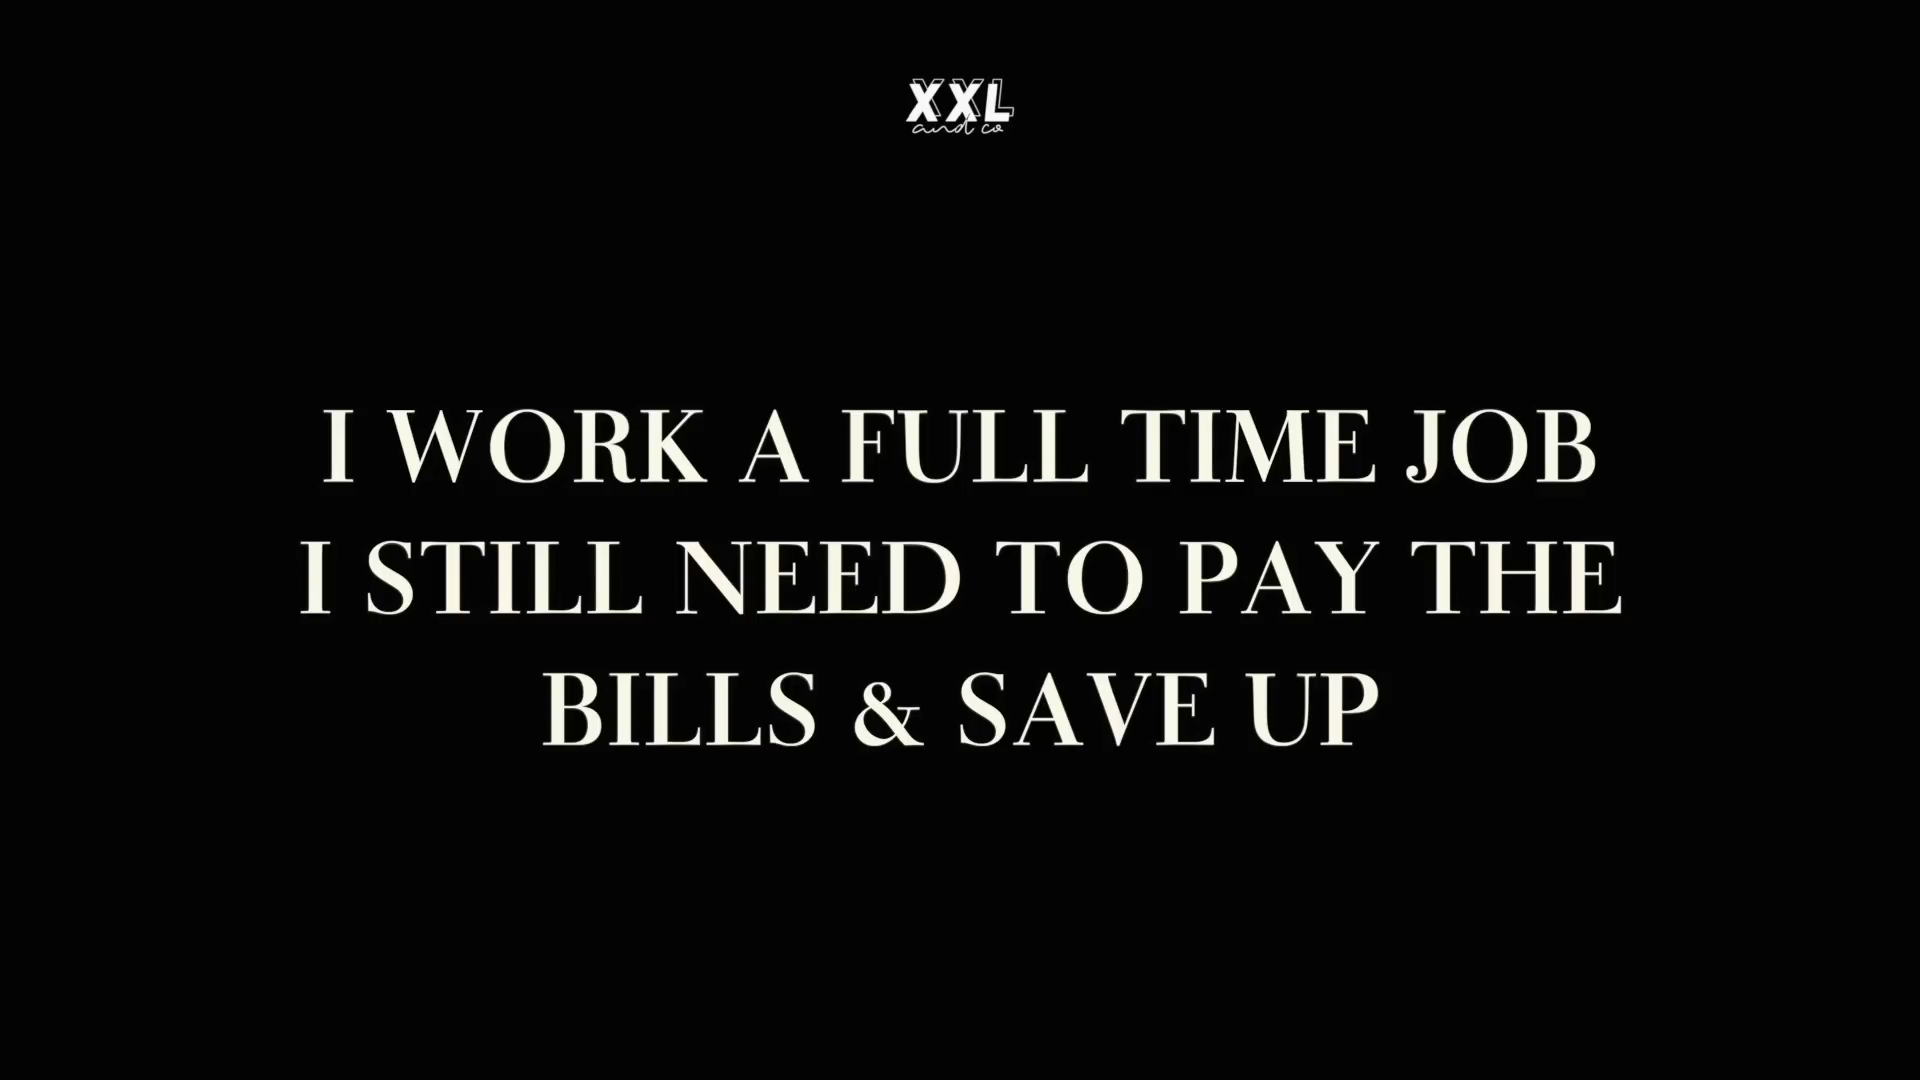 XXL
and co
I WORK A FULL TIME JOB
I STILL NEED TO PAY THE
BILLS & SAVE UP